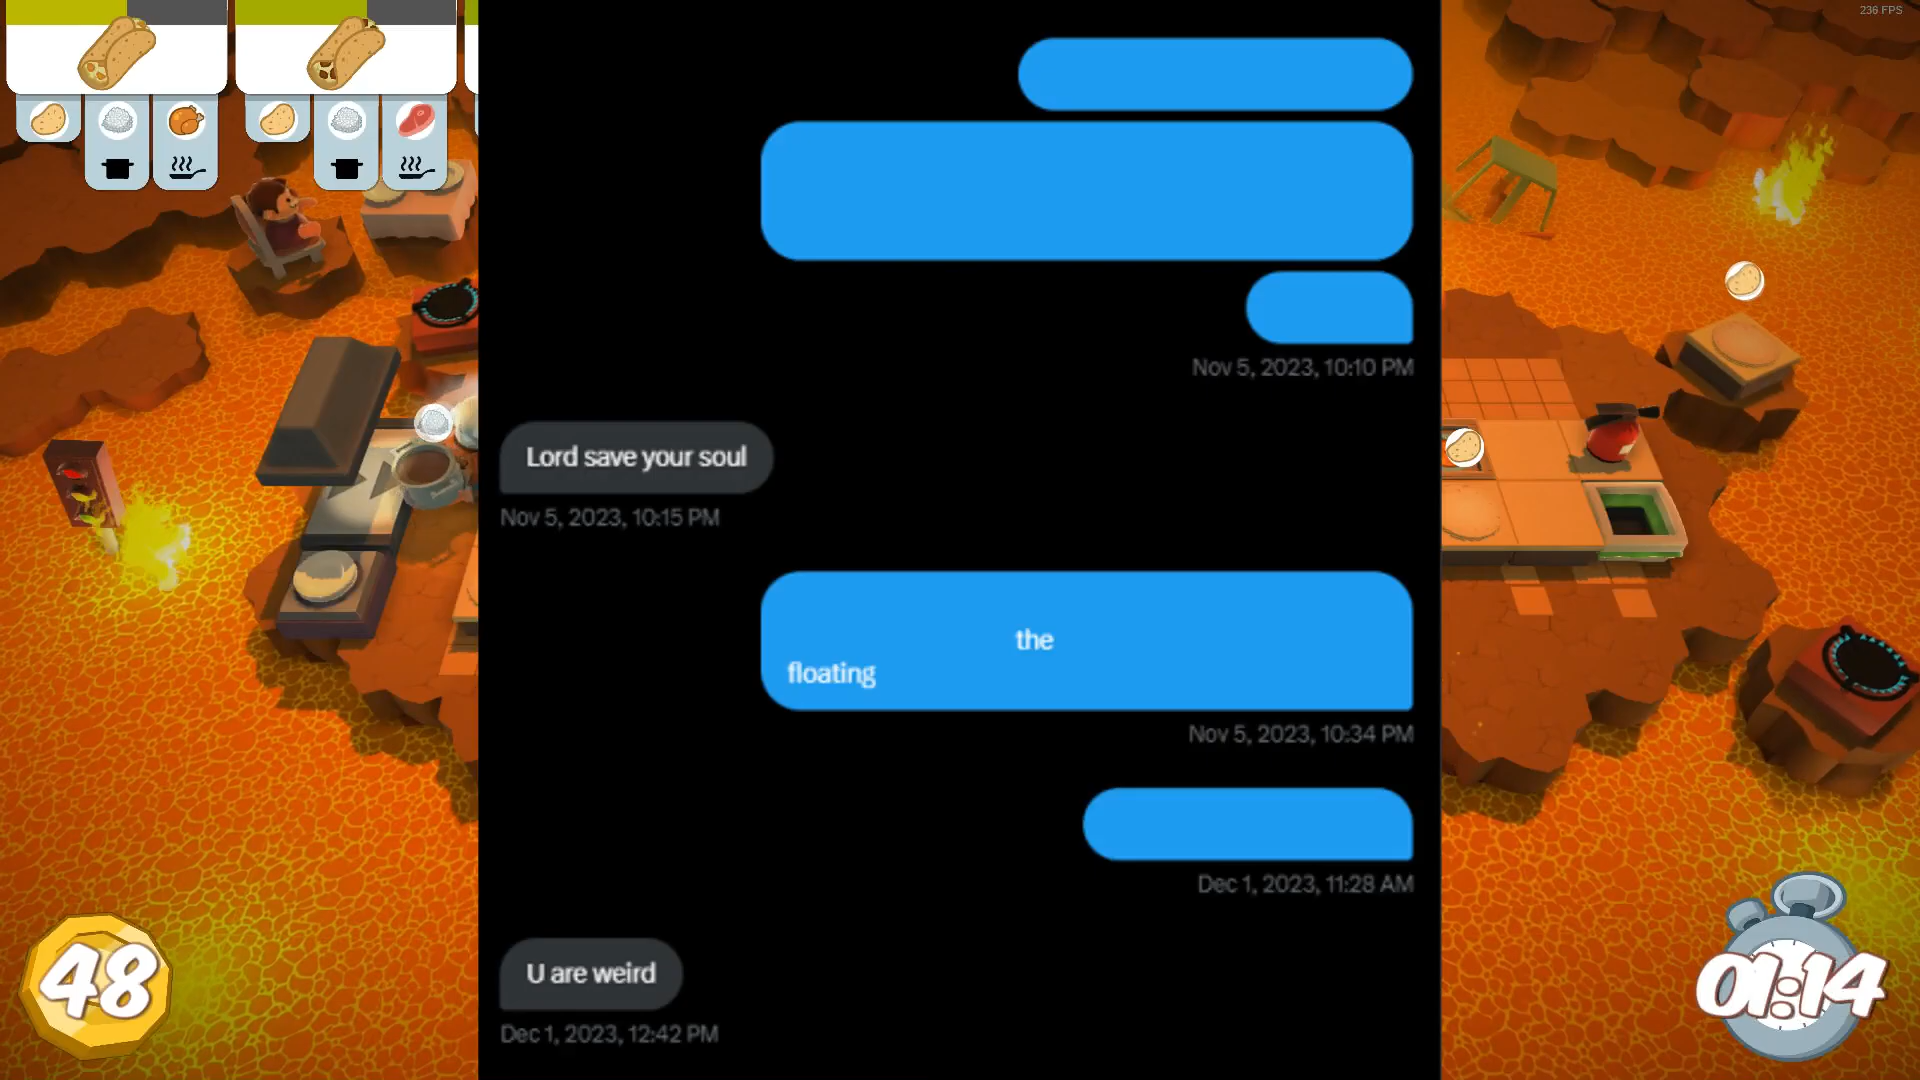 236 FPS
Nov 5, 2023, 10:10 PM
Lord save your soul
Nov 5, 2023, 10:15 PM
the
floating
Nov 5, 2023, 10:34 PM
Dec 1, 2023, 11:28 AM
U are weird
Dec 1, 2023, 12:42 PM
48
01:14